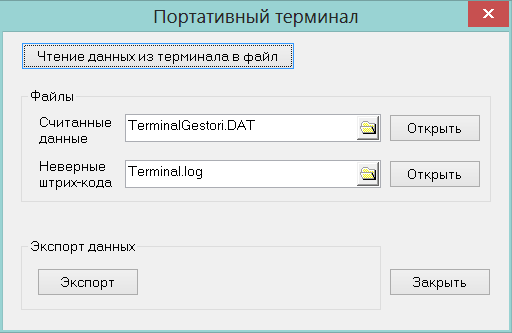 Портативный терминал
Чтение данных из терминала в файл
Файлы
Считанные
данные
TerminalGestori.DAT
Открыть
Неверные
штрих-кода
Terminal.log
Открыть
Экспорт данных
Экспорт
Закрыть